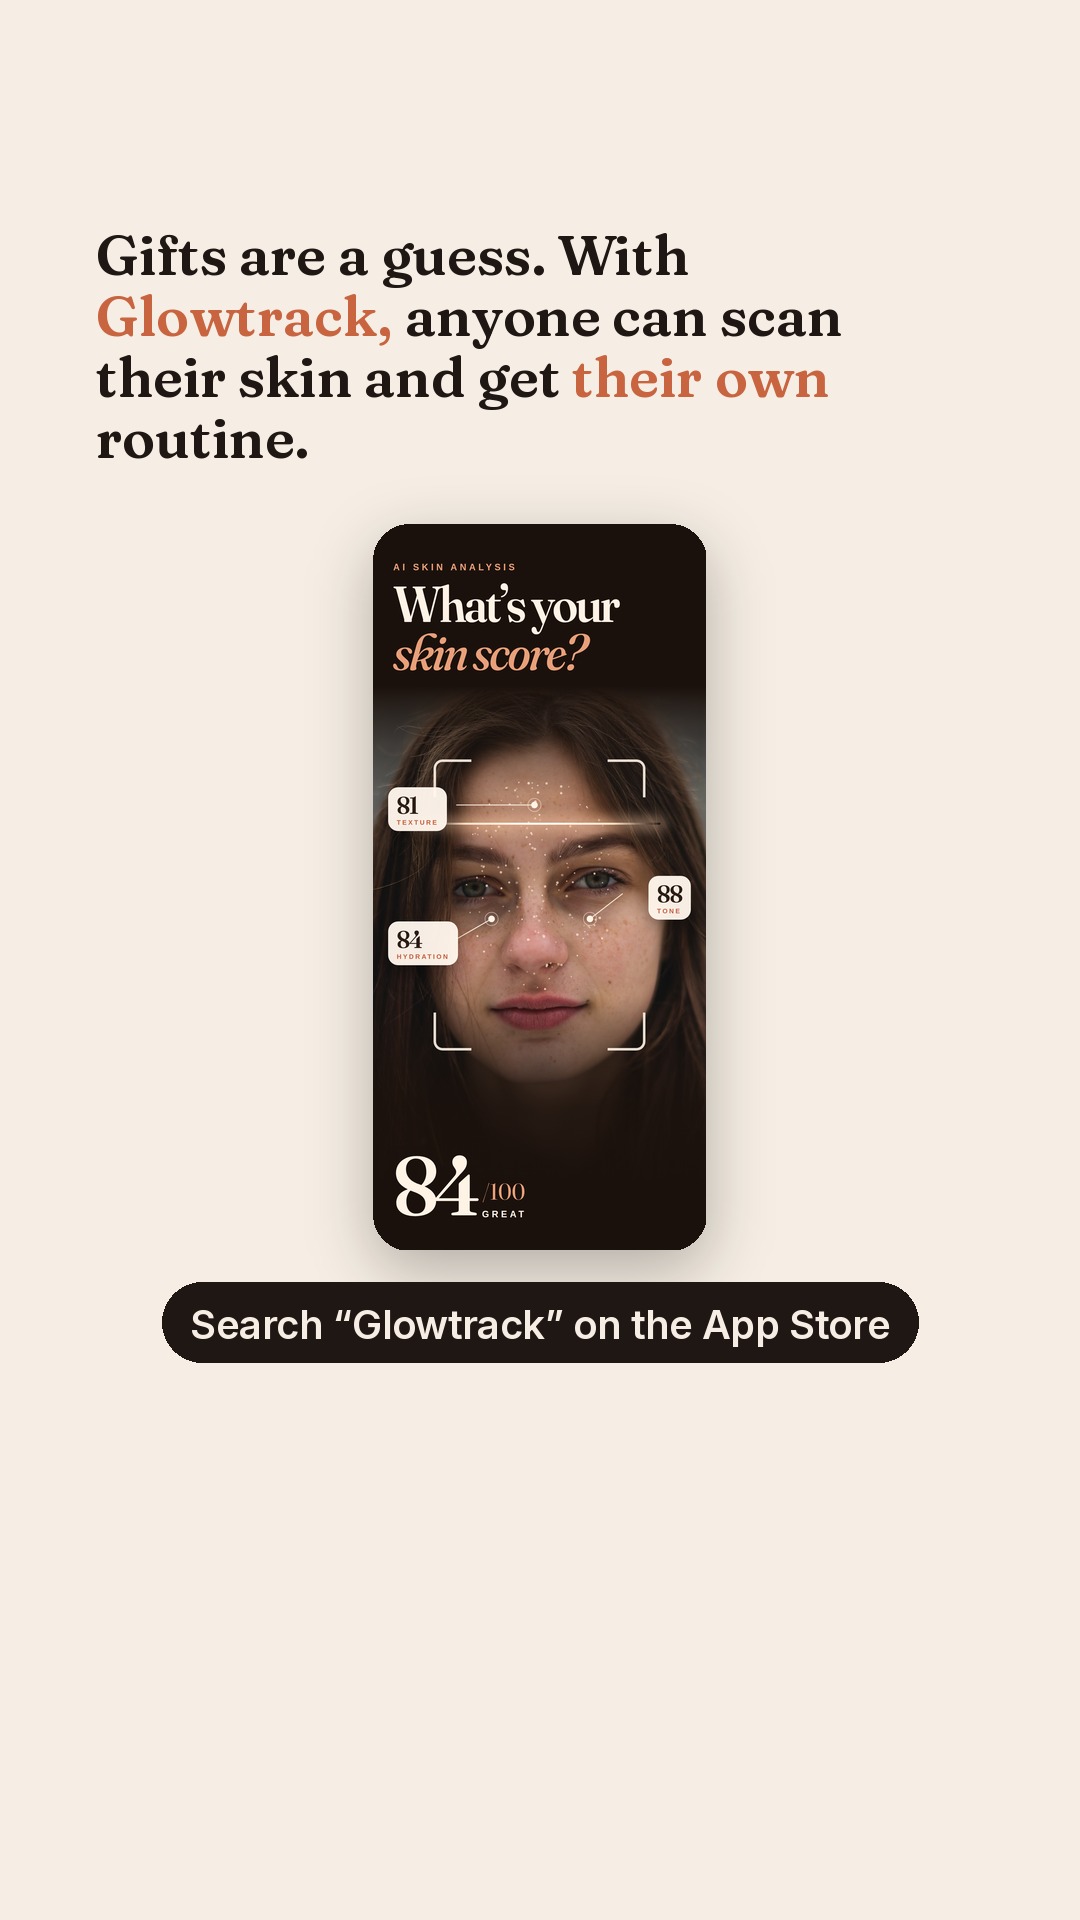 Gifts are a guess. With
Glowtrack, anyone can scan
their skin and get their own
routine.
AI SKIN ANALYSIS
What's your
skin score?
81
TEXTURE
88
TONE
84
HYDRATION
84 /100
GREAT
Search “Glowtrack” on the App Store